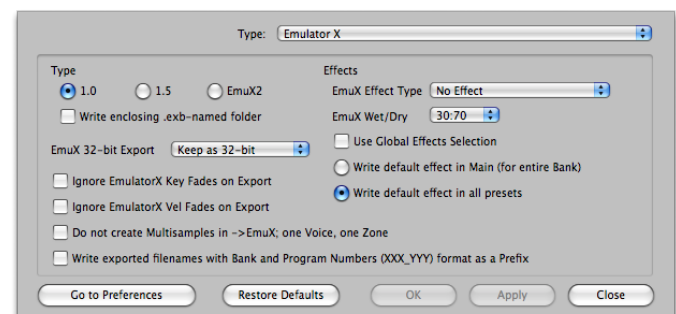 Type: Emulator X
Type
1.0 1.5 EmuX2
Write enclosing .exb-named folder
EmuX 32-bit Export Keep as 32-bit
Ignore EmulatorX Key Fades on Export
Ignore EmulatorX Vel Fades on Export
Effects
EmuX Effect Type No Effect
EmuX Wet/Dry 30:70
Use Global Effects Selection
Write default effect in Main (for entire Bank)
Write default effect in all presets
Do not create Multisamples in ->EmuX; one Voice, one Zone
Write exported filenames with Bank and Program Numbers (XXX_YYY) format as a Prefix
Go to Preferences Restore Defaults OK Apply Close